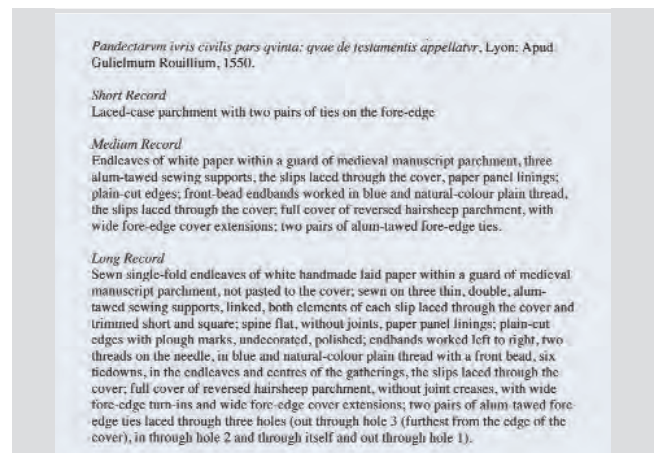 Pandectarvm ivris civilis pars qvinta; qvae de testamentis appellatvr, Lyon: Apud
Gulielmum Rouillium, 1550.
Short Record
Laced-case parchment with two pairs of ties on the fore-edge
Medium Record
Endleaves of white paper within a guard of medieval manuscript parchment, three
alum-tawed sewing supports, the slips laced through the cover, paper panel linings;
plain-cut edges; front-bead endbands worked in blue and natural-colour plain thread,
the slips laced through the cover; full cover of reversed hairsheep parchment, with
wide fore-edge cover extensions; two pairs of alum-tawed fore-edge ties.
Long Record
Sewn single-fold endleaves of white handmade laid paper within a guard of medieval
manuscript parchment, not pasted to the cover; sewn on three thin, double, alum-
tawed sewing supports, linked, both elements of each slip laced through the cover and
trimmed short and square; spine flat, without joints, paper panel linings; plain-cut
edges with plough marks, undecorated, polished; endbands worked left to right, two
threads on the needle, in blue and natural-colour plain thread with a front bead, six
tiedowns, in the endleaves and centres of the gatherings, the slips laced through the
cover; full cover of reversed hairsheep parchment, without joint creases, with wide
fore-edge turn-ins and wide fore-edge cover extensions; two pairs of alum tawed fore
edge ties laced through three holes (out through hole 3 (furthest from the edge of the
cover), in through hole 2 and through itself and out through hole 1).